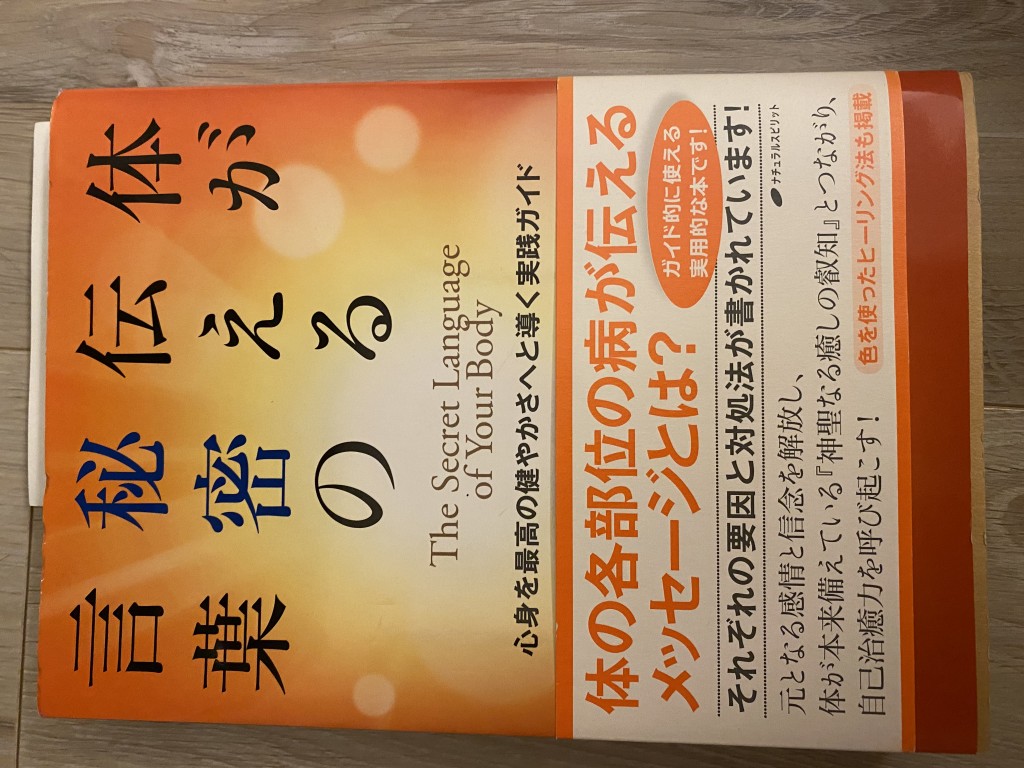 体が
伝える
秘密の
言葉
The Secret Language
of Your Body
心身を最高の健やかさへと導く実践ガイド
体の各部位の病が伝える
メッセージとは?
ガイド的に使える
実用的な本です!
それぞれの要因と対処法が書かれています!
ナチュラルスピリット
元となる感情と信念を解放し、
体が本来備えている『神聖なる癒しの叡知』とつながり、
自己治癒力を呼び起こす!
色を使ったヒーリング法も掲載